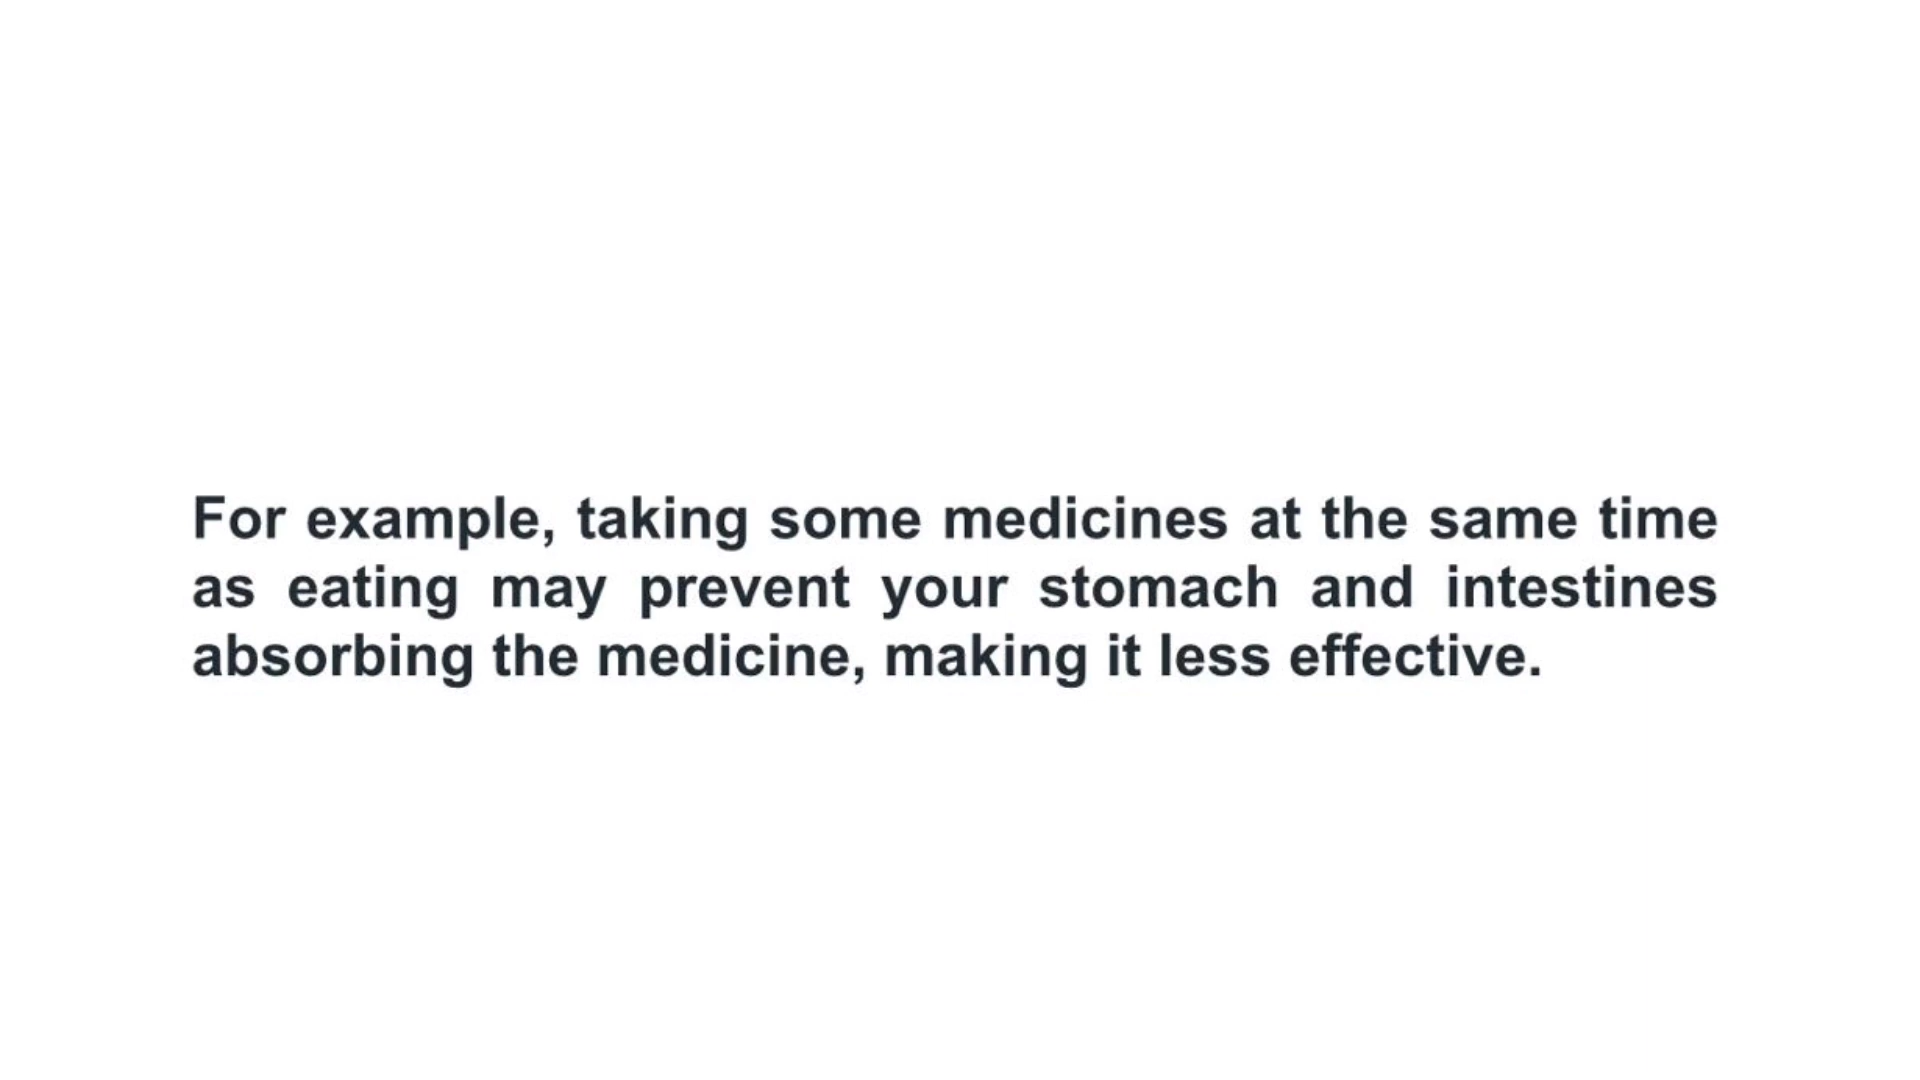 For example, taking some medicines at the same time
as eating may prevent your stomach and intestines
absorbing the medicine, making it less effective.